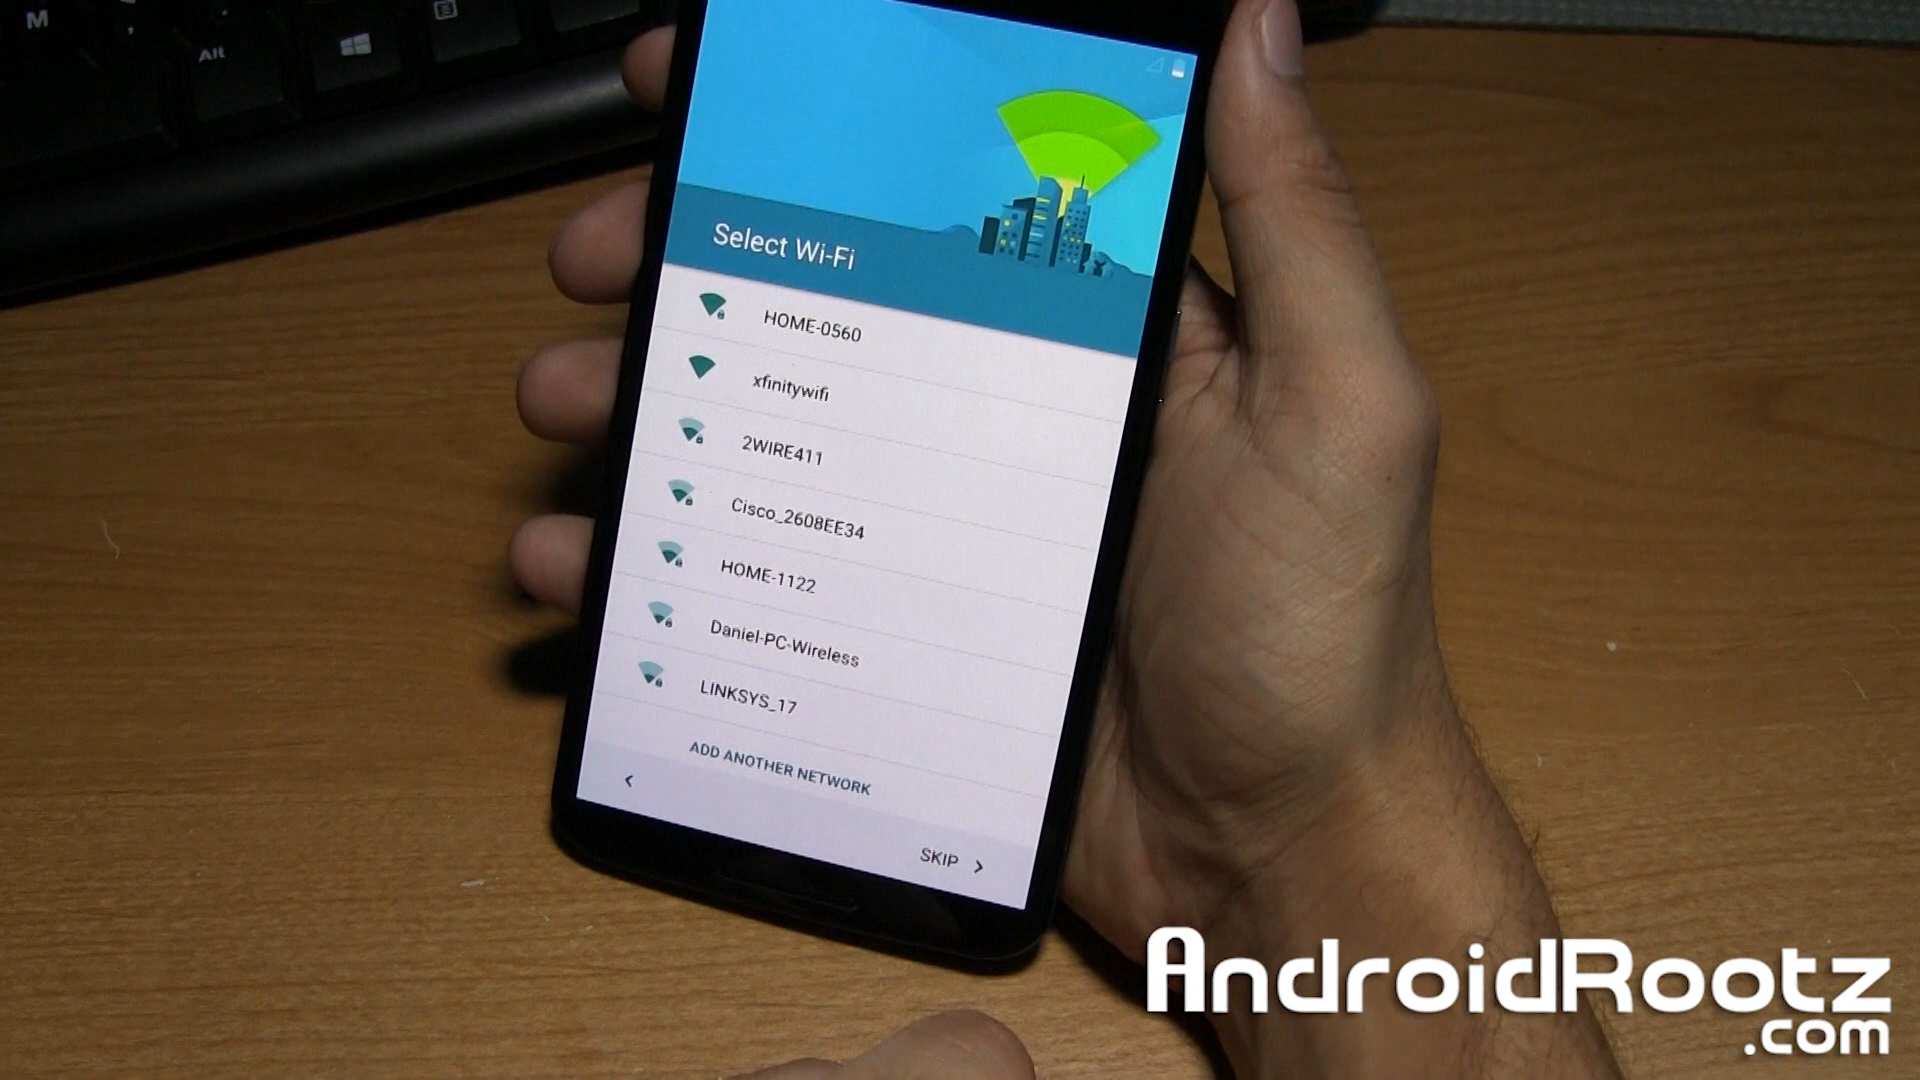 M
Alt
Select Wi-Fi
HOME-0560
xfinitywifi
2WIRE411
Cisco_2608EE34
HOME-1122
Daniel-PC-Wireless
LINKSYS_17
ADD ANOTHER NETWORK
SKIP
AndroidRootz
.com